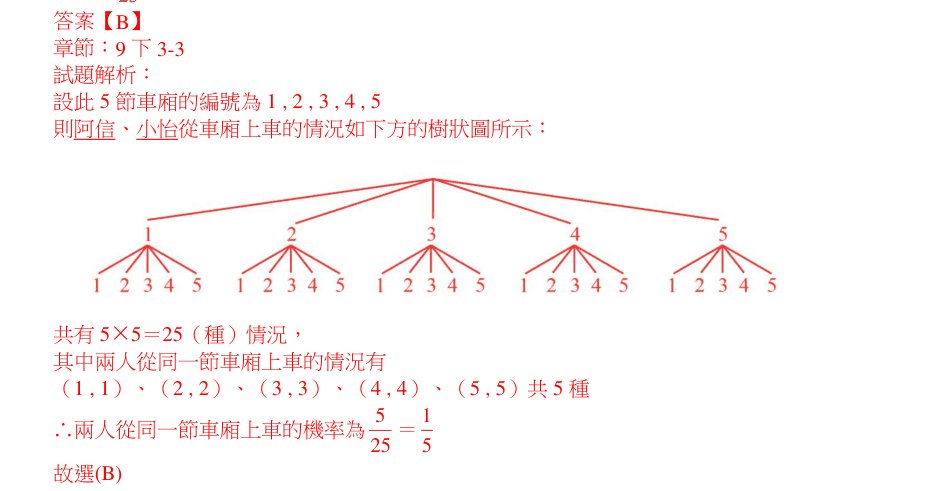 答案【B】
章節：9 下 3-3
試題解析：
設此 5 節車廂的編號為 1 , 2 , 3 , 4 , 5
則阿信、小怡從車廂上車的情況如下方的樹狀圖所示：
1 2 3 4 5
1 2 3 4 5 1 2 3 4 5 1 2 3 4 5 1 2 3 4 5 1 2 3 4 5
共有 5×5＝25（種）情況，
其中兩人從同一節車廂上車的情況有
（1 , 1）、（2 , 2）、（3 , 3）、（4 , 4）、（5 , 5）共 5 種
∴兩人從同一節車廂上車的機率為 5/25 ＝ 1/5
故選(B)